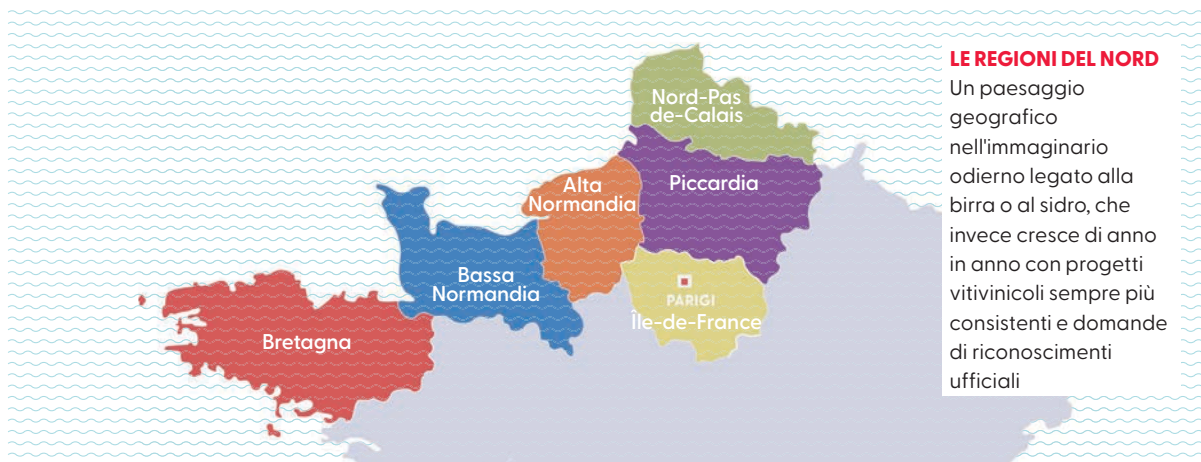 LE REGIONI DEL NORD
Un paesaggio
geografico
nell'immaginario
odierno legato alla
birra o al sidro, che
invece cresce di anno
in anno con progetti
vitivinicoli sempre più
consistenti e domande
di riconoscimenti
ufficiali
Nord-Pas
de-Calais
Piccardia
Alta
Normandia
Bassa
Normandia
PARIGI
Île-de-France
Bretagna